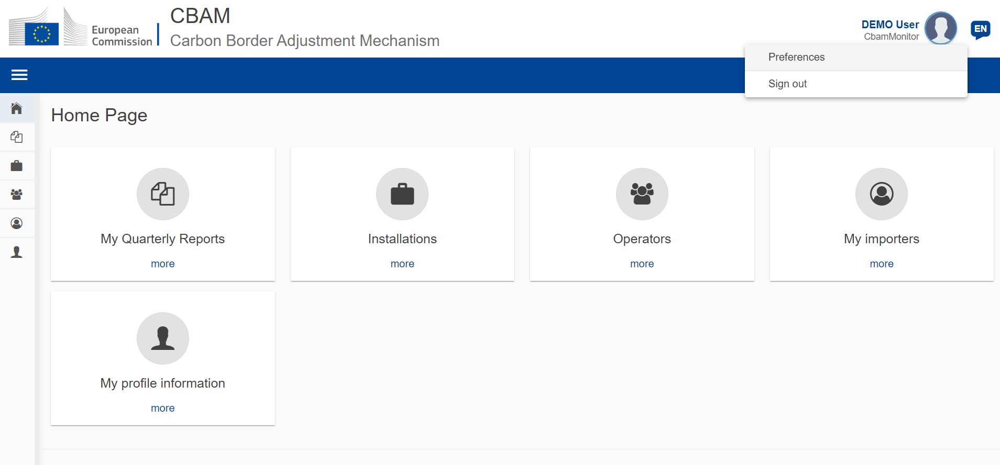 European
Commission
CBAM
Carbon Border Adjustment Mechanism
DEMO User
CbamMonitor
EN
Preferences
Sign out
Home Page
My Quarterly Reports
more
Installations
more
Operators
more
My importers
more
My profile information
more